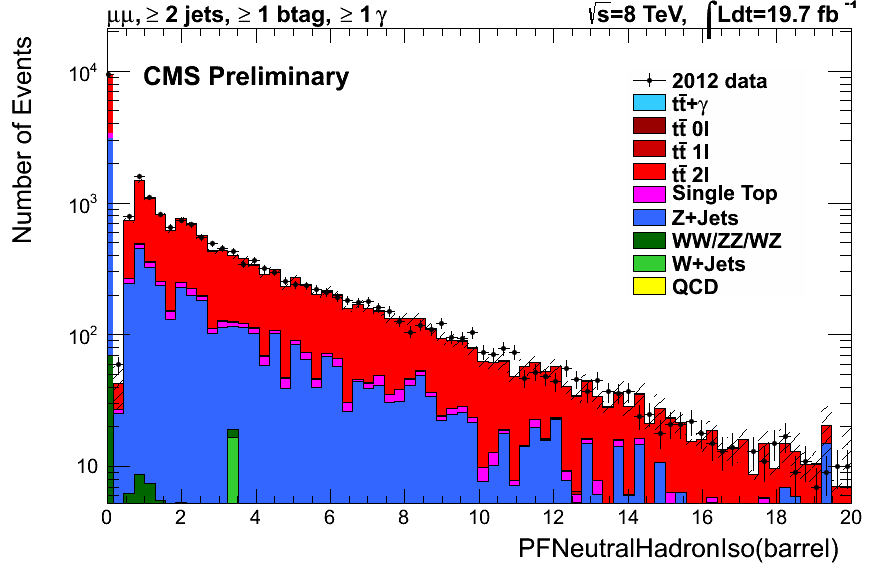 μμ, ≥ 2 jets, ≥ 1 btag, ≥ 1 γ
√s=8 TeV, ∫Ldt=19.7 fb⁻¹
CMS Preliminary
Number of Events
10⁴
10³
10²
10
2012 data
tt̄+γ
tt̄ 0l
tt̄ 1l
tt̄ 2l
Single Top
Z+Jets
WW/ZZ/WZ
W+Jets
QCD
0 2 4 6 8 10 12 14 16 18 20
PFNeutralHadronIso(barrel)